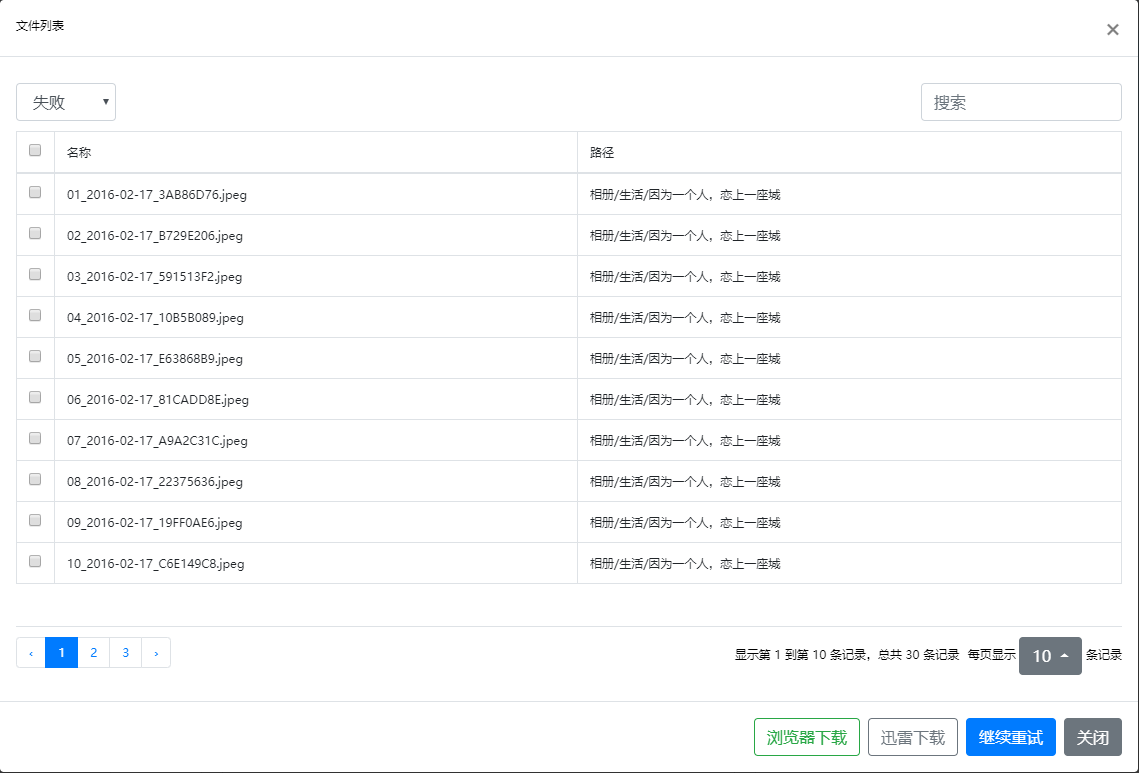 文件列表
×
失败
搜索
名称 路径
01_2016-02-17_3AB86D76.jpeg 相册/生活/因为一个人，恋上一座城
02_2016-02-17_B729E206.jpeg 相册/生活/因为一个人，恋上一座城
03_2016-02-17_591513F2.jpeg 相册/生活/因为一个人，恋上一座城
04_2016-02-17_10B5B089.jpeg 相册/生活/因为一个人，恋上一座城
05_2016-02-17_E63868B9.jpeg 相册/生活/因为一个人，恋上一座城
06_2016-02-17_81CADD8E.jpeg 相册/生活/因为一个人，恋上一座城
07_2016-02-17_A9A2C31C.jpeg 相册/生活/因为一个人，恋上一座城
08_2016-02-17_22375636.jpeg 相册/生活/因为一个人，恋上一座城
09_2016-02-17_19FF0AE6.jpeg 相册/生活/因为一个人，恋上一座城
10_2016-02-17_C6E149C8.jpeg 相册/生活/因为一个人，恋上一座城
‹ 1 2 3 ›
显示第 1 到第 10 条记录，总共 30 条记录 每页显示 10 条记录
浏览器下载 迅雷下载 继续重试 关闭